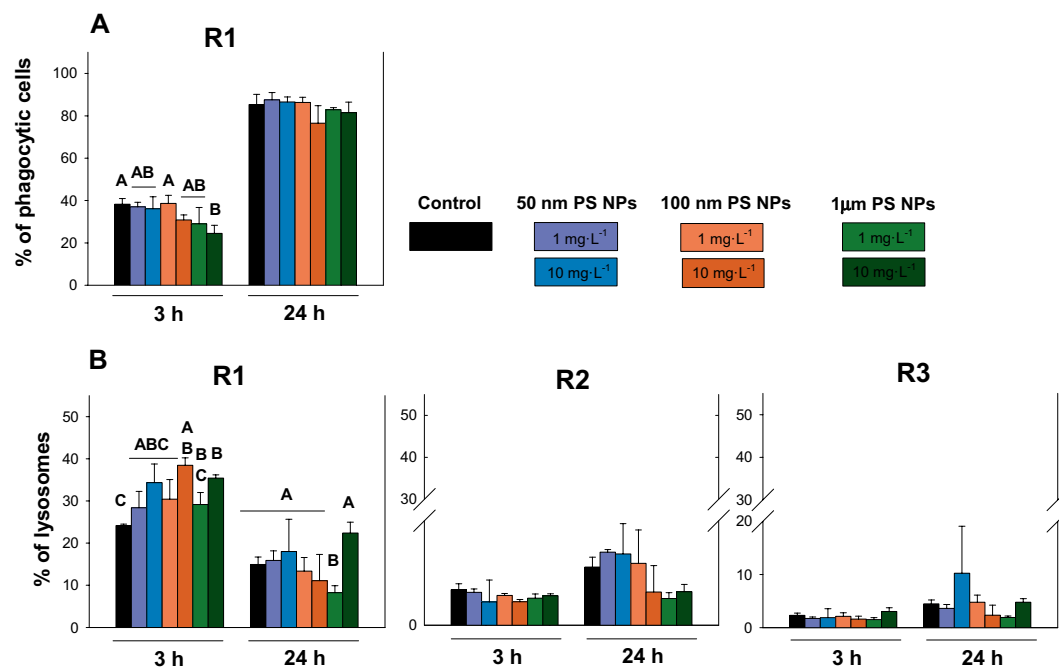 A
R1
% of phagocytic cells
100
80
60
40
20
0
A AB A AB B
3 h 24 h
Control 50 nm PS NPs 100 nm PS NPs 1µm PS NPs
1 mg·L⁻¹ 1 mg·L⁻¹ 1 mg·L⁻¹
10 mg·L⁻¹ 10 mg·L⁻¹ 10 mg·L⁻¹
B
R1
% of lysosomes
50
40
30
20
10
0
C ABC A B B C B
A B A
3 h 24 h
R2
50
30
0
3 h 24 h
R3
50
30
20
10
0
3 h 24 h